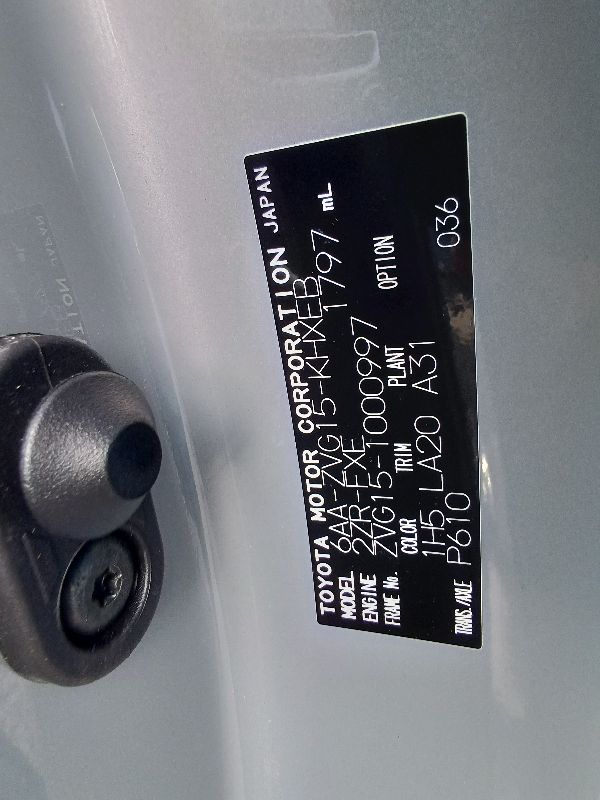 TOYOTA MOTOR CORPORATION JAPAN
MODEL 6AA-ZVG15-KHXEB
ENGINE 2ZR-FXE 1797 mL
FRAME No. ZVG15-1000997
COLOR TRIM PLANT OPTION
1H5 LA20 A31
TRANS./AXLE P610 036